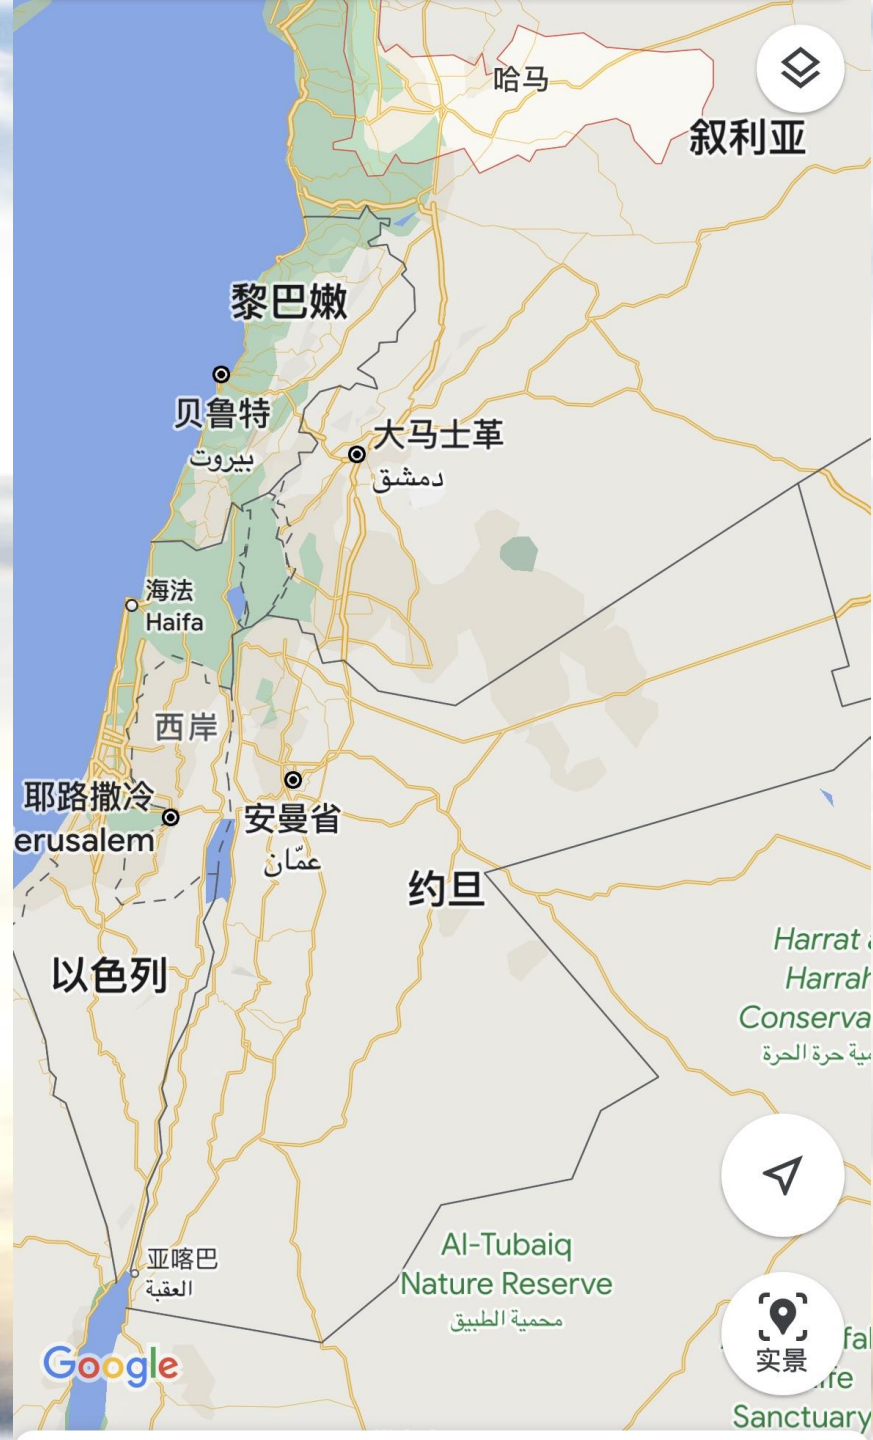 哈马
叙利亚
黎巴嫩
贝鲁特
بيروت
大马士革
دمشق
海法
Haifa
西岸
耶路撒冷
erusalem
安曼省
عمّان
约旦
以色列
Harrat
Harrah
Conserva
حرة الحرة
亚喀巴
العقبة
Al-Tubaiq
Nature Reserve
محمية الطبيق
Google
实景
Sanctuary